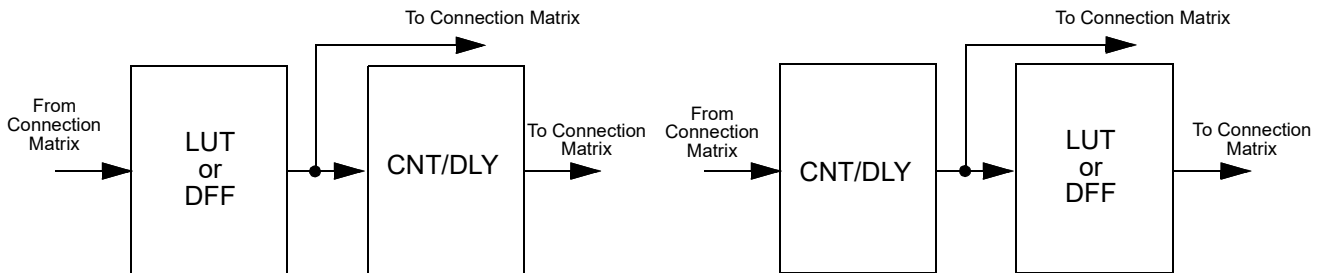 To Connection Matrix
From
Connection
Matrix
LUT
or
DFF
CNT/DLY
To Connection
Matrix
To Connection Matrix
From
Connection
Matrix
CNT/DLY
LUT
or
DFF
To Connection
Matrix